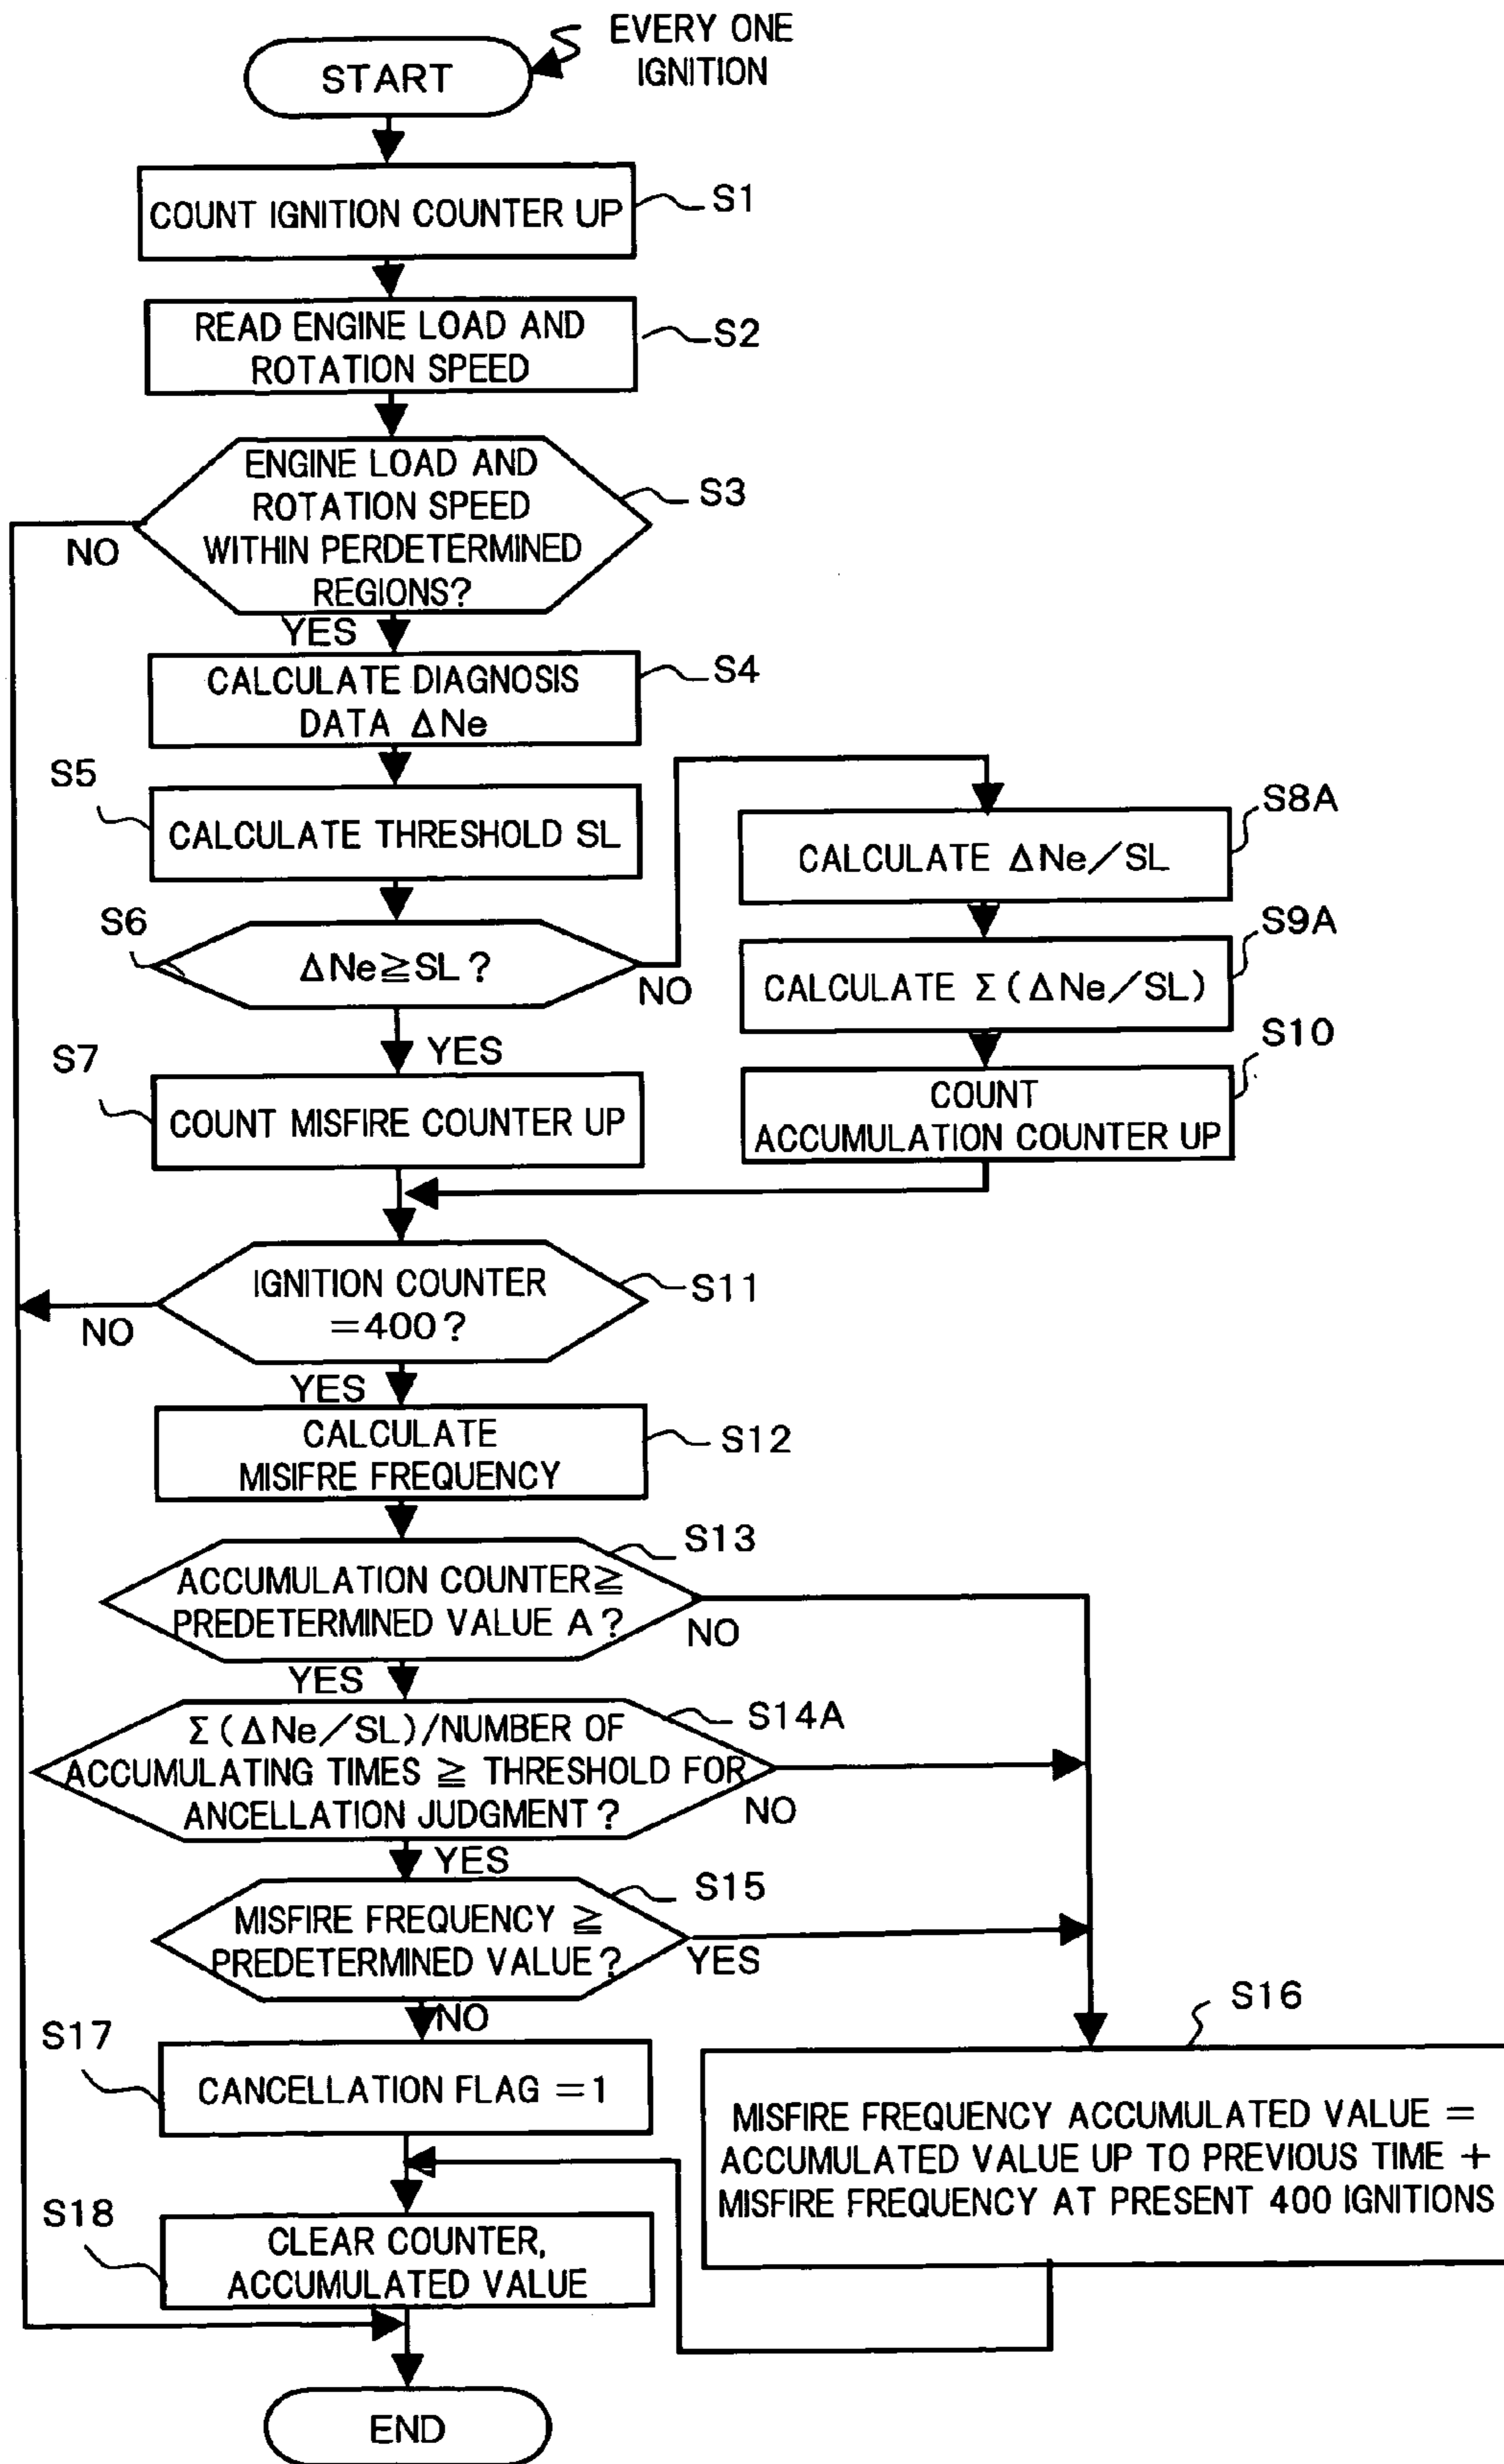 EVERY ONE
IGNITION
START
COUNT IGNITION COUNTER UP
S1
READ ENGINE LOAD AND
ROTATION SPEED
S2
ENGINE LOAD AND
ROTATION SPEED
WITHIN PERDETERMINED
REGIONS?
S3
NO
YES
CALCULATE DIAGNOSIS
DATA ΔNe
S4
S5
CALCULATE THRESHOLD SL
S6
ΔNe≧SL?
NO
YES
S8A
CALCULATE ΔNe/SL
S9A
CALCULATE Σ(ΔNe/SL)
S10
COUNT
ACCUMULATION COUNTER UP
S7
COUNT MISFIRE COUNTER UP
IGNITION COUNTER
=400?
S11
NO
YES
CALCULATE
MISIFRE FREQUENCY
S12
S13
ACCUMULATION COUNTER≧
PREDETERMINED VALUE A?
NO
YES
S14A
Σ(ΔNe/SL)/NUMBER OF
ACCUMULATING TIMES ≧ THRESHOLD FOR
ANCELLATION JUDGMENT?
NO
YES
S15
MISFIRE FREQUENCY ≧
PREDETERMINED VALUE?
YES
NO
S16
MISFIRE FREQUENCY ACCUMULATED VALUE =
ACCUMULATED VALUE UP TO PREVIOUS TIME +
MISFIRE FREQUENCY AT PRESENT 400 IGNITIONS
S17
CANCELLATION FLAG =1
S18
CLEAR COUNTER,
ACCUMULATED VALUE
END